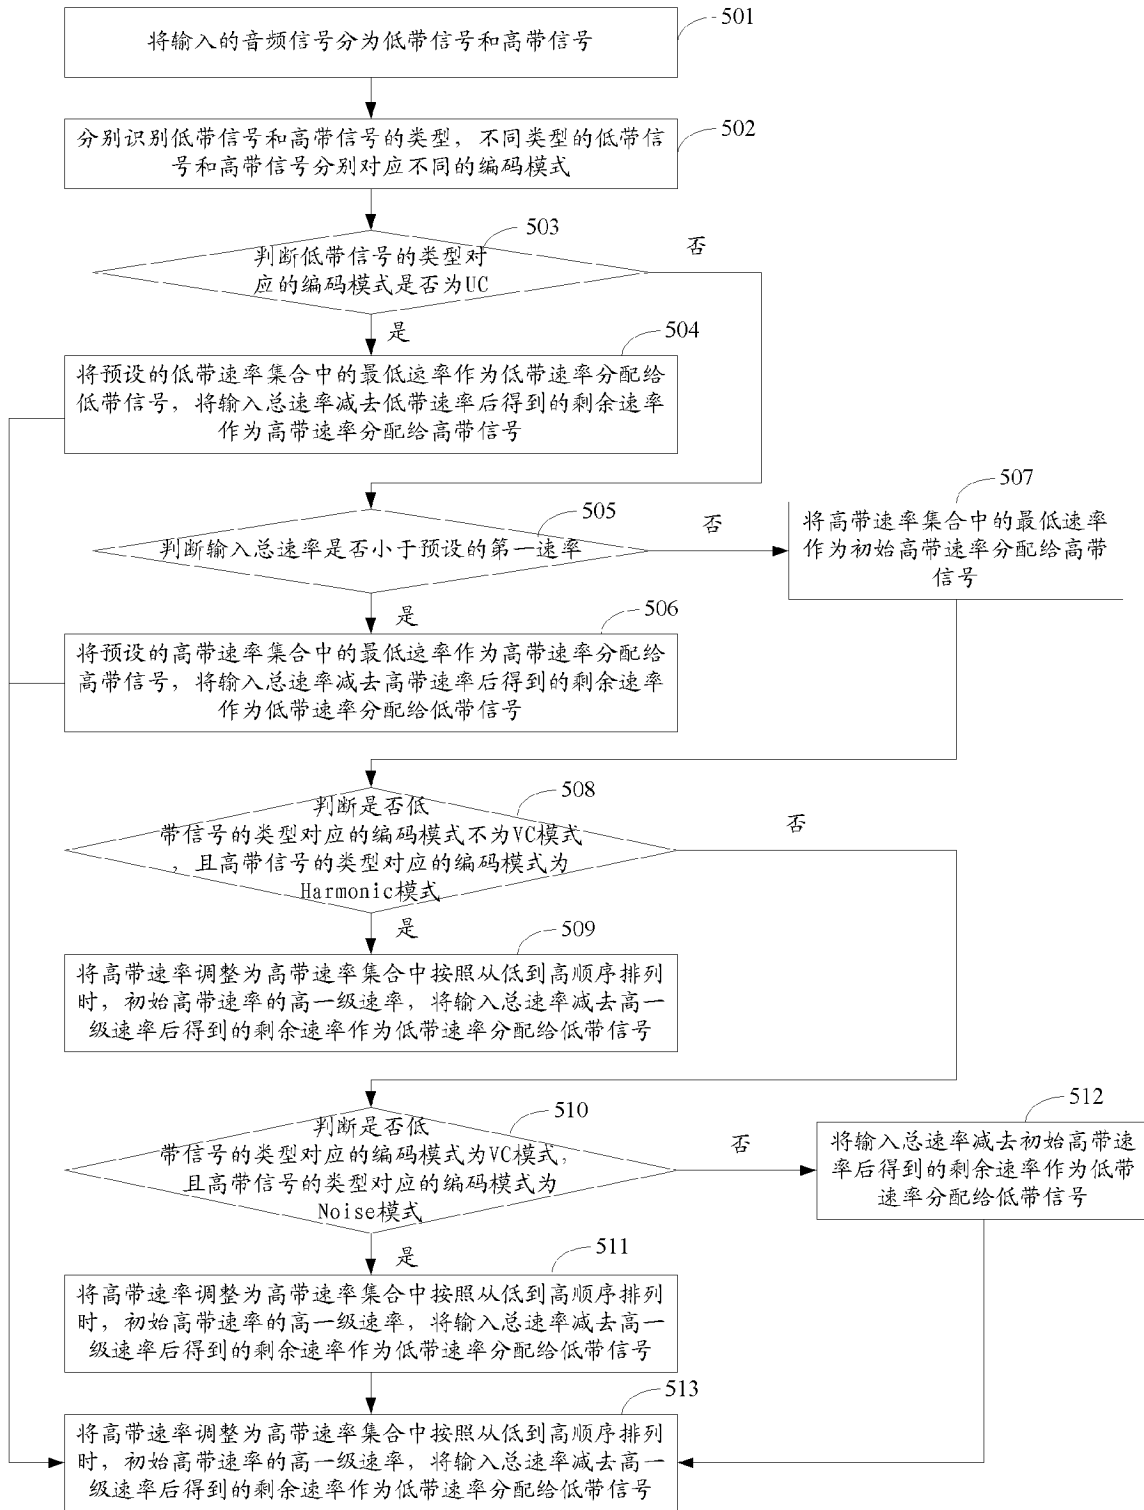 501
将输入的音频信号分为低带信号和高带信号
502
分别识别低带信号和高带信号的类型，不同类型的低带信
号和高带信号分别对应不同的编码模式
503
判断低带信号的类型对
应的编码模式是否为UC
否
是
504
将预设的低带速率集合中的最低速率作为低带速率分配给
低带信号，将输入总速率减去低带速率后得到的剩余速率
作为高带速率分配给高带信号
505
判断输入总速率是否小于预设的第一速率
否
507
将高带速率集合中的最低速率
作为初始高带速率分配给高带
信号
是
506
将预设的高带速率集合中的最低速率作为高带速率分配给
高带信号，将输入总速率减去高带速率后得到的剩余速率
作为低带速率分配给低带信号
508
判断是否低
带信号的类型对应的编码模式不为VC模式
，且高带信号的类型对应的编码模式为
Harmonic模式
否
是
509
将高带速率调整为高带速率集合中按照从低到高顺序排列
时，初始高带速率的高一级速率，将输入总速率减去高一
级速率后得到的剩余速率作为低带速率分配给低带信号
510
判断是否低
带信号的类型对应的编码模式为VC模式，
且高带信号的类型对应的编码模式为
Noise模式
否
512
将输入总速率减去初始高带速
率后得到的剩余速率作为低带
速率分配给低带信号
是
511
将高带速率调整为高带速率集合中按照从低到高顺序排列
时，初始高带速率的高一级速率，将输入总速率减去高一
级速率后得到的剩余速率作为低带速率分配给低带信号
513
将高带速率调整为高带速率集合中按照从低到高顺序排列
时，初始高带速率的高一级速率，将输入总速率减去高一
级速率后得到的剩余速率作为低带速率分配给低带信号